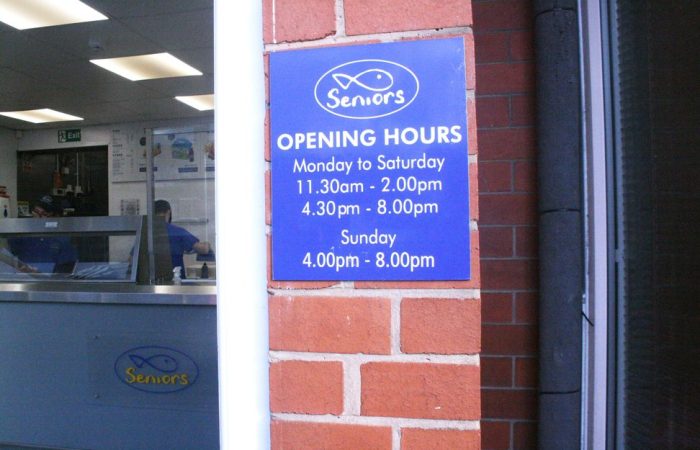 Seniors
OPENING HOURS
Monday to Saturday
11.30am - 2.00pm
4.30pm - 8.00pm
Sunday
4.00pm - 8.00pm
Exit
Seniors